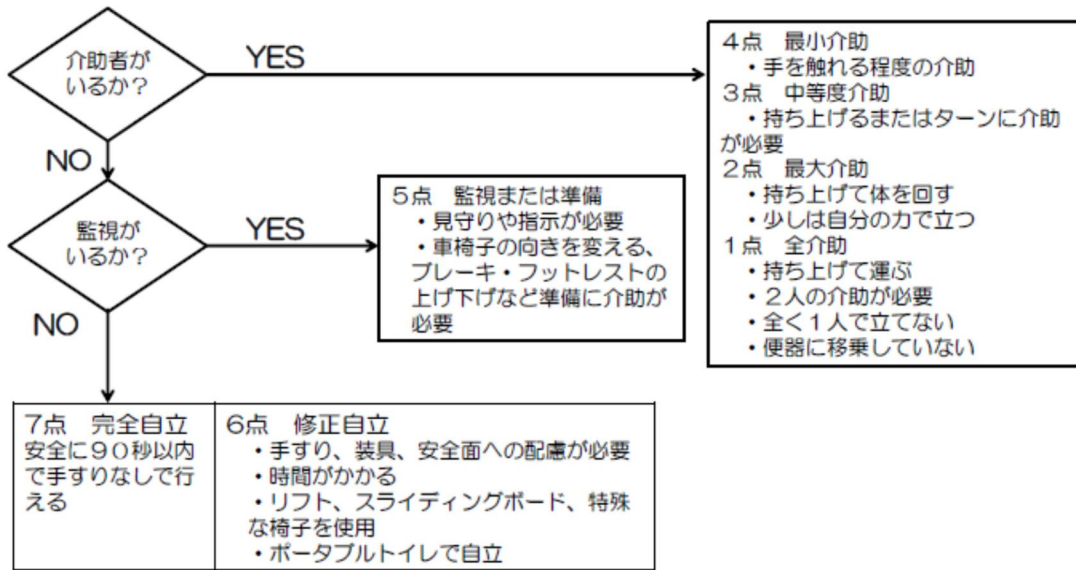 介助者が
いるか？
YES
NO
4点　最小介助
・手を触れる程度の介助
3点　中等度介助
・持ち上げるまたはターンに介助
が必要
2点　最大介助
・持ち上げて体を回す
・少しは自分の力で立つ
1点　全介助
・持ち上げて運ぶ
・２人の介助が必要
・全く１人で立てない
・便器に移乗していない
監視が
いるか？
YES
NO
5点　監視または準備
・見守りや指示が必要
・車椅子の向きを変える、
ブレーキ・フットレストの
上げ下げなど準備に介助が
必要
7点　完全自立
安全に９０秒以内
で手すりなしで行
える
6点　修正自立
・手すり、装具、安全面への配慮が必要
・時間がかかる
・リフト、スライディングボード、特殊
な椅子を使用
・ポータブルトイレで自立